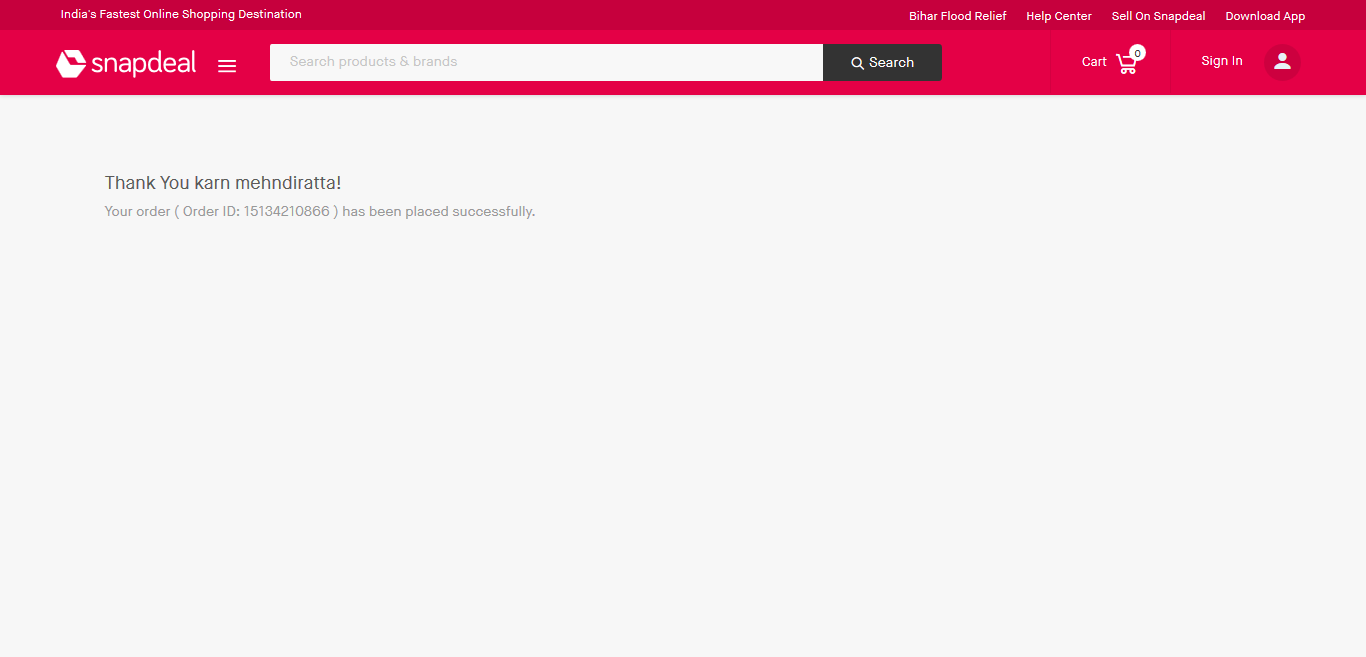 India's Fastest Online Shopping Destination
Bihar Flood Relief Help Center Sell On Snapdeal Download App
snapdeal Search products & brands Search Cart 0 Sign In
Thank You karn mehndiratta!
Your order ( Order ID: 15134210866 ) has been placed successfully.